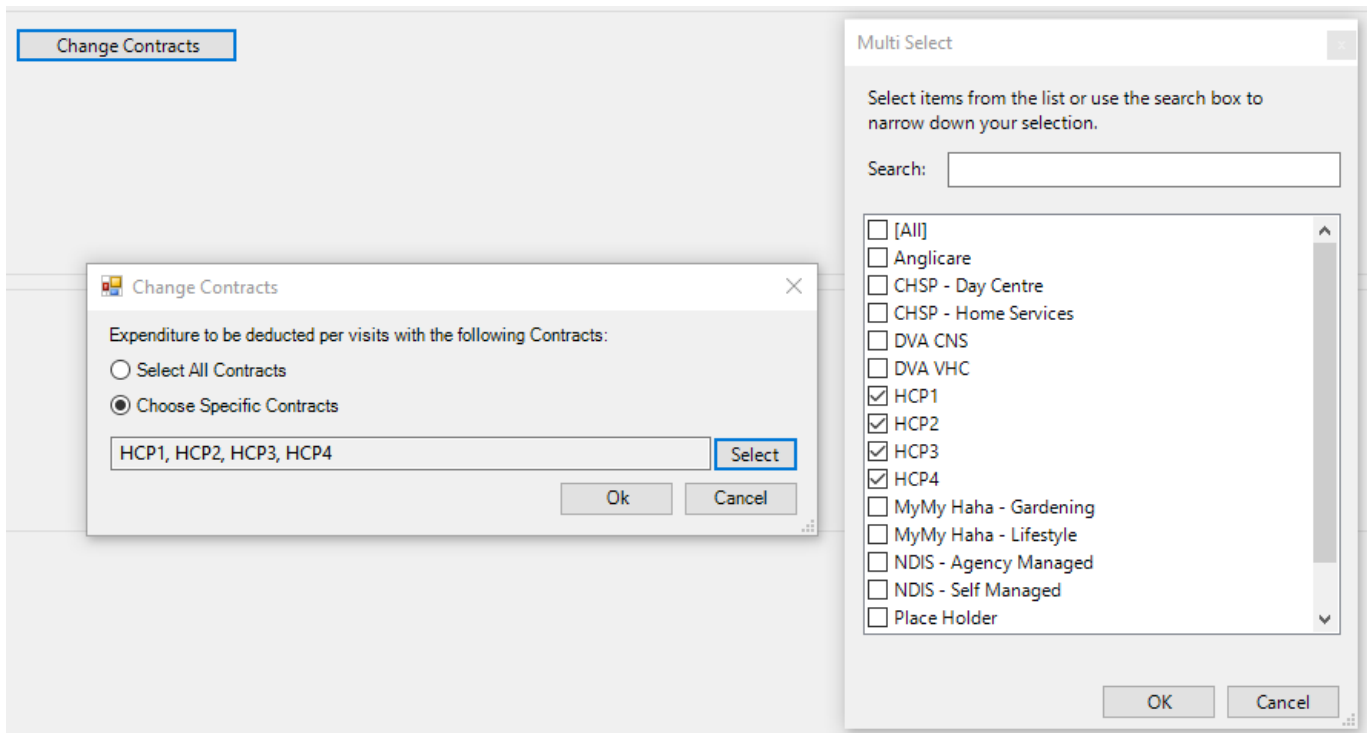 Change Contracts
Change Contracts
Expenditure to be deducted per visits with the following Contracts:
Select All Contracts
Choose Specific Contracts
HCP1, HCP2, HCP3, HCP4
Select
Ok
Cancel
Multi Select
Select items from the list or use the search box to
narrow down your selection.
Search:
[All]
Anglicare
CHSP - Day Centre
CHSP - Home Services
DVA CNS
DVA VHC
HCP1
HCP2
HCP3
HCP4
MyMy Haha - Gardening
MyMy Haha - Lifestyle
NDIS - Agency Managed
NDIS - Self Managed
Place Holder
OK
Cancel